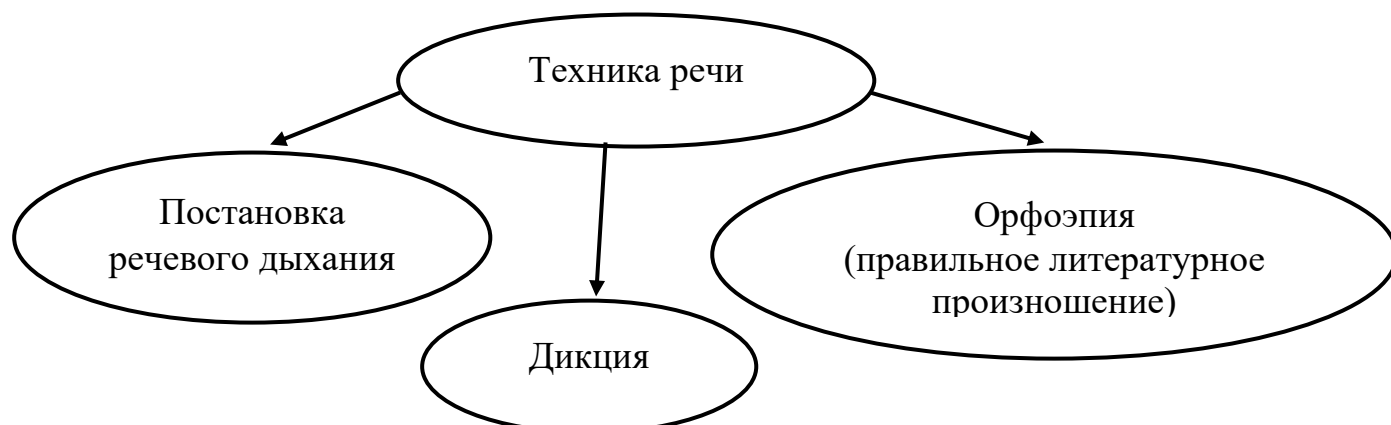 Техника речи
Постановка
речевого дыхания
Орфоэпия
(правильное литературное
произношение)
Дикция